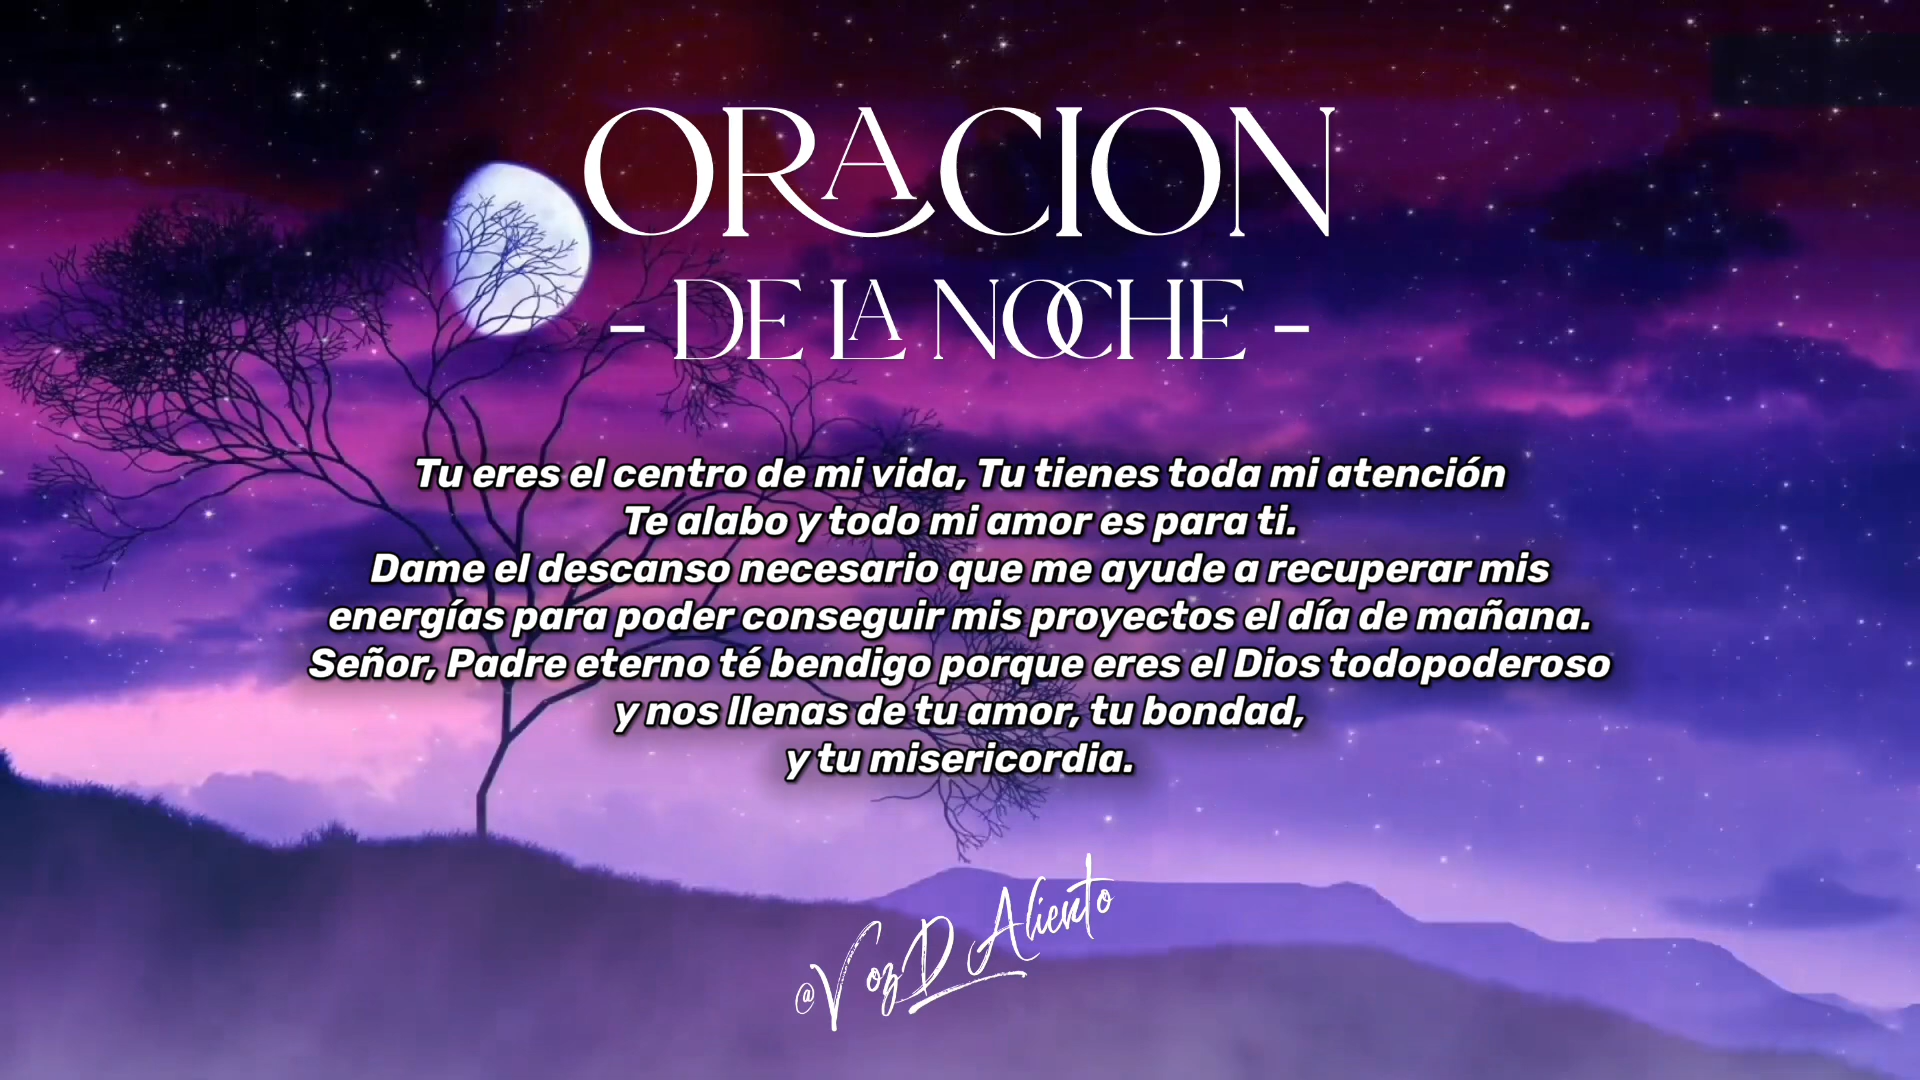 ORACION
- DE LA NOCHE -
Tu eres el centro de mi vida, Tu tienes toda mi atención
Te alabo y todo mi amor es para ti.
Dame el descanso necesario que me ayude a recuperar mis
energías para poder conseguir mis proyectos el día de mañana.
Señor, Padre eterno té bendigo porque eres el Dios todopoderoso
y nos llenas de tu amor, tu bondad,
y tu misericordia.
@VozDAliento